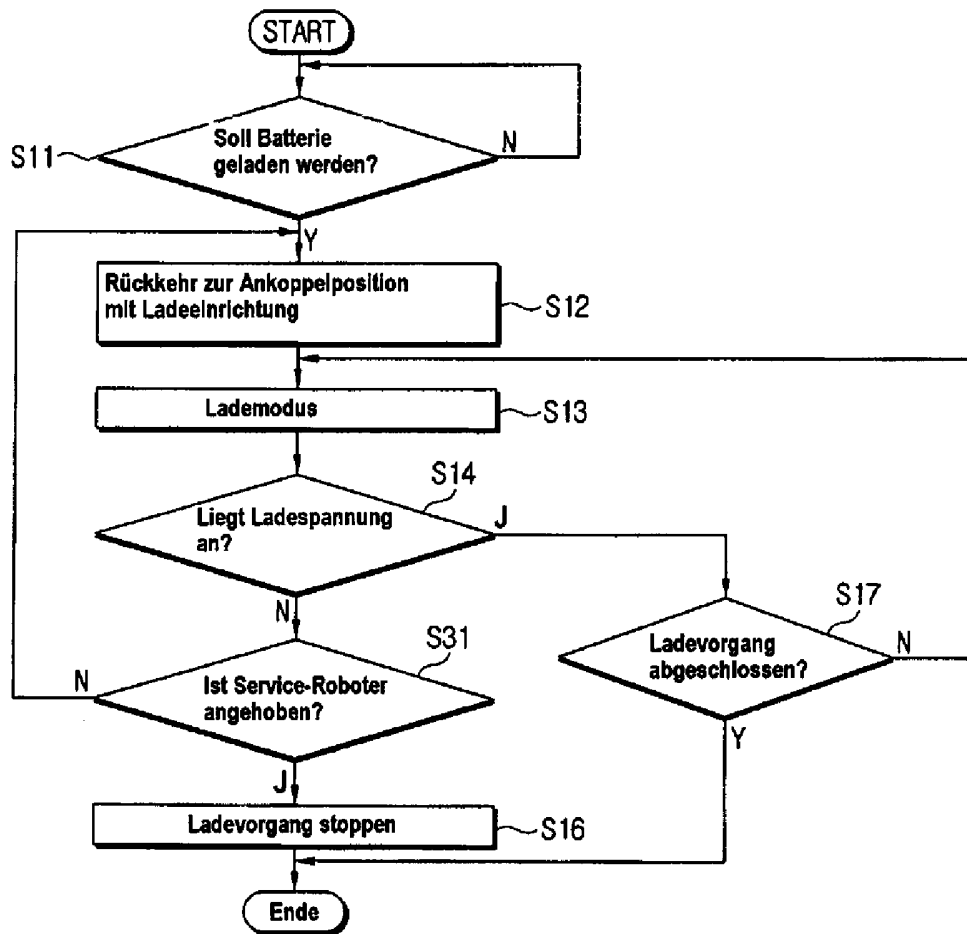 START
Soll Batterie
geladen werden?
N
S11
Y
Rückkehr zur Ankoppelposition
mit Ladeeinrichtung
S12
Lademodus
S13
S14
Liegt Ladespannung
an?
J
N
S17
Ladevorgang
abgeschlossen?
N
Y
S31
N
Ist Service-Roboter
angehoben?
J
Ladevorgang stoppen
S16
Ende